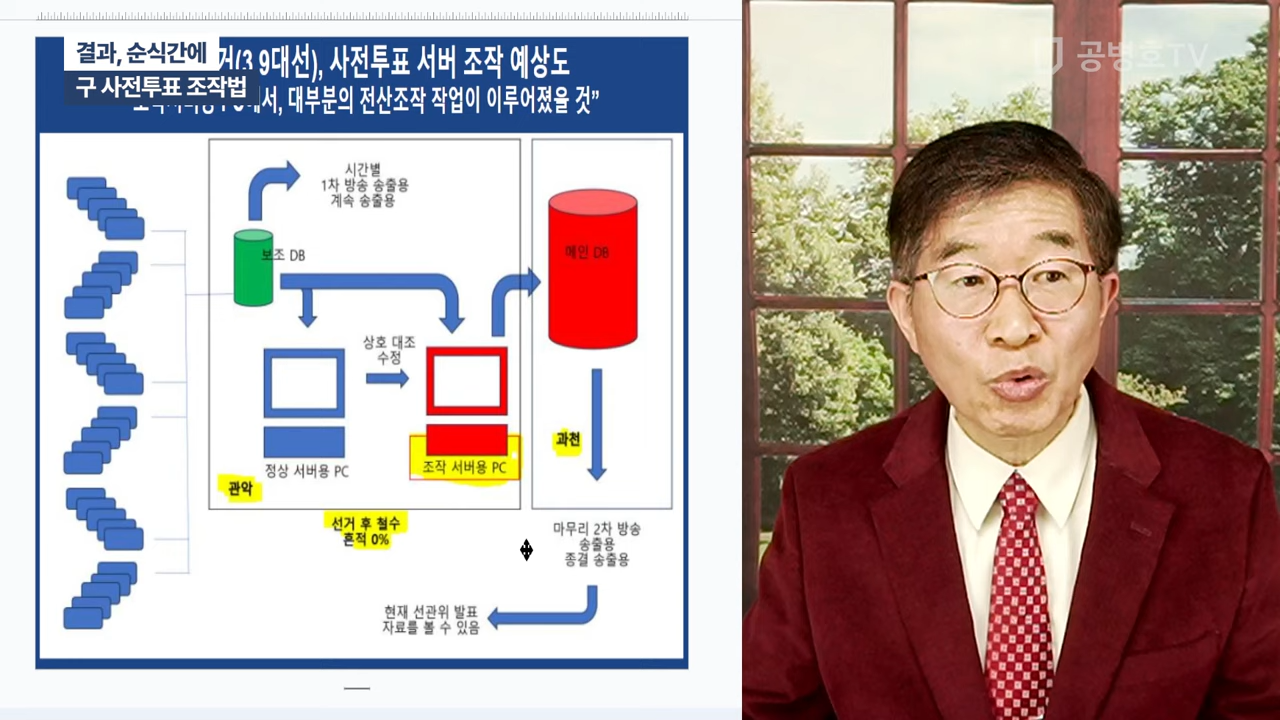 결과, 순식간에
구 사전투표 조작법
거(3.9대선), 사전투표 서버 조작 예상도
에서, 대부분의 전산조작 작업이 이루어졌을 것”
공병호TV
시간별
1차 방송 송출용
계속 송출용
보조 DB
메인 DB
상호 대조
수정
정상 서버용 PC
조작 서버용 PC
과천
관악
선거 후 철수
흔적 0%
마무리 2차 방송
송출용
종결 송출용
현재 선관위 발표
자료를 볼 수 있음